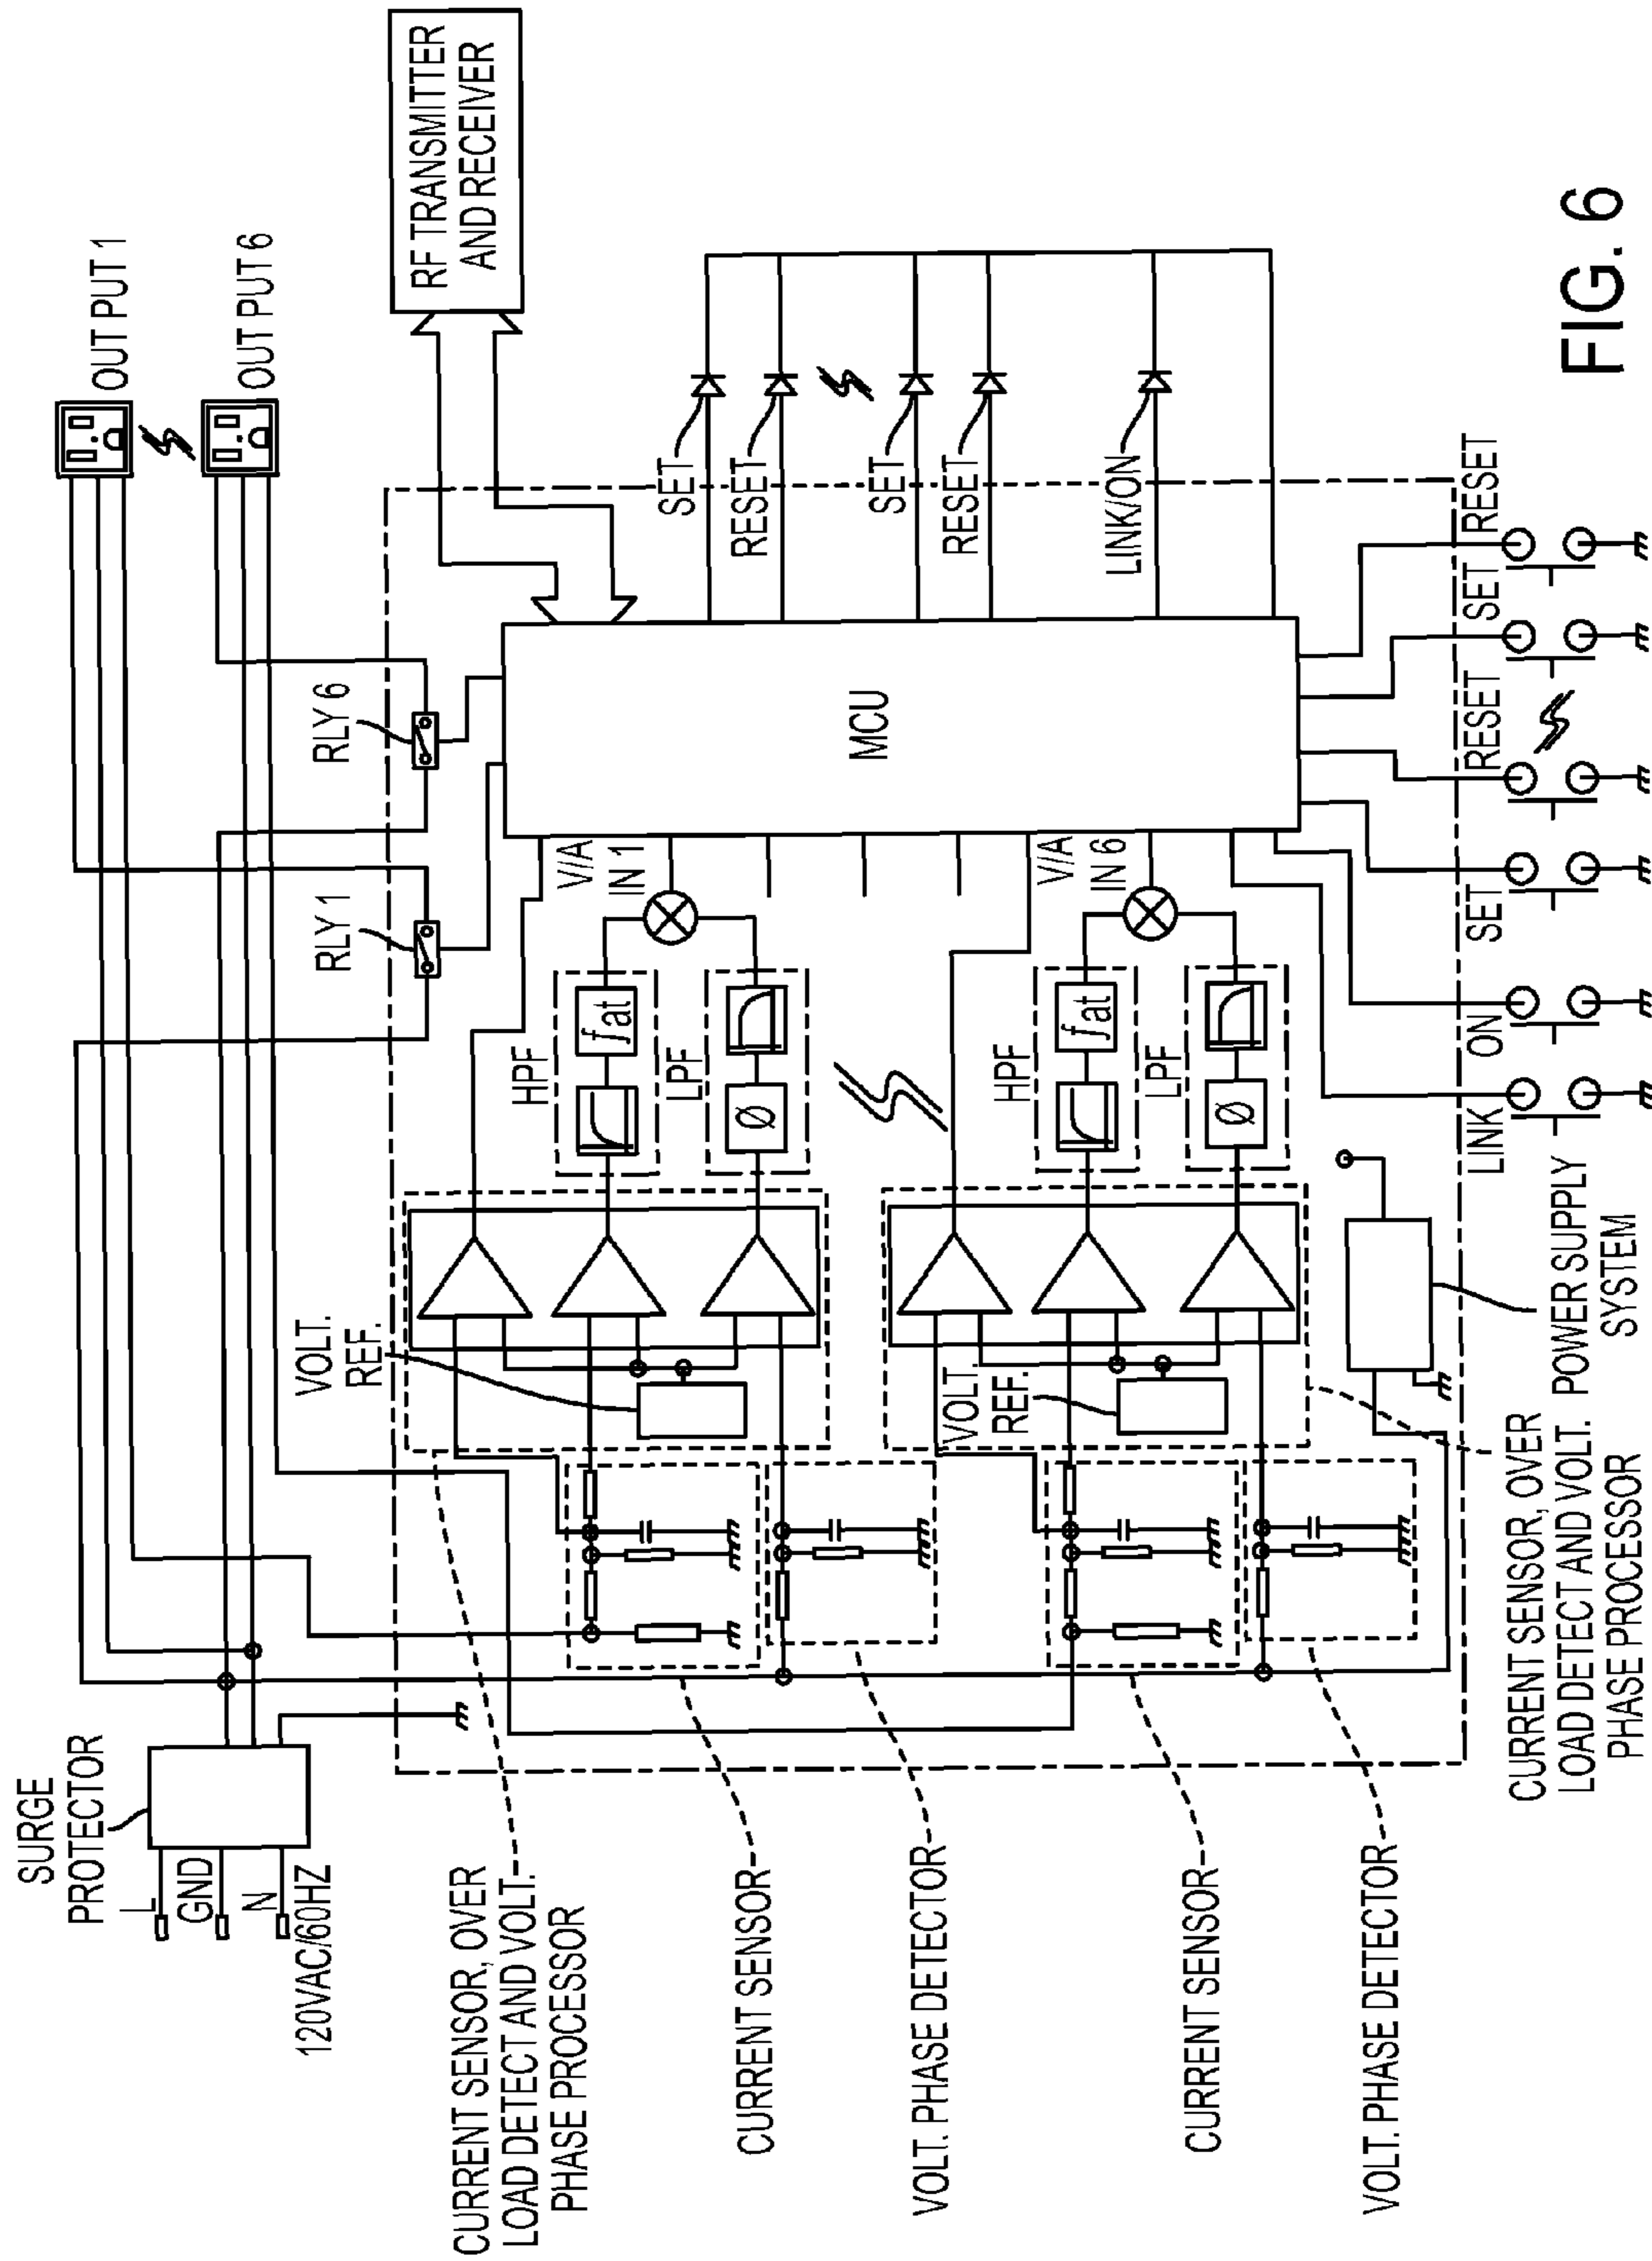 SURGE
PROTECTOR
L
GND
N
120VAC/60HZ
OUT PUT 1
OUT PUT 6
RLY 1
RLY 6
RF TRANSMITTER
AND RECEIVER
VOLT.
REF.
HPF
fat
LPF
Ø
V/A
IN 1
MCU
SET
RESET
SET
RESET
LINK/ON
VOLT.
REF.
HPF
fat
LPF
Ø
V/A
IN 6
CURRENT SENSOR, OVER
LOAD DETECT AND VOLT.
PHASE PROCESSOR
CURRENT SENSOR
VOLT. PHASE DETECTOR
CURRENT SENSOR
VOLT. PHASE DETECTOR
CURRENT SENSOR, OVER
LOAD DETECT AND VOLT.
PHASE PROCESSOR
POWER SUPPLY
SYSTEM
LINK
ON
SET
RESET
SET
RESET
FIG. 6